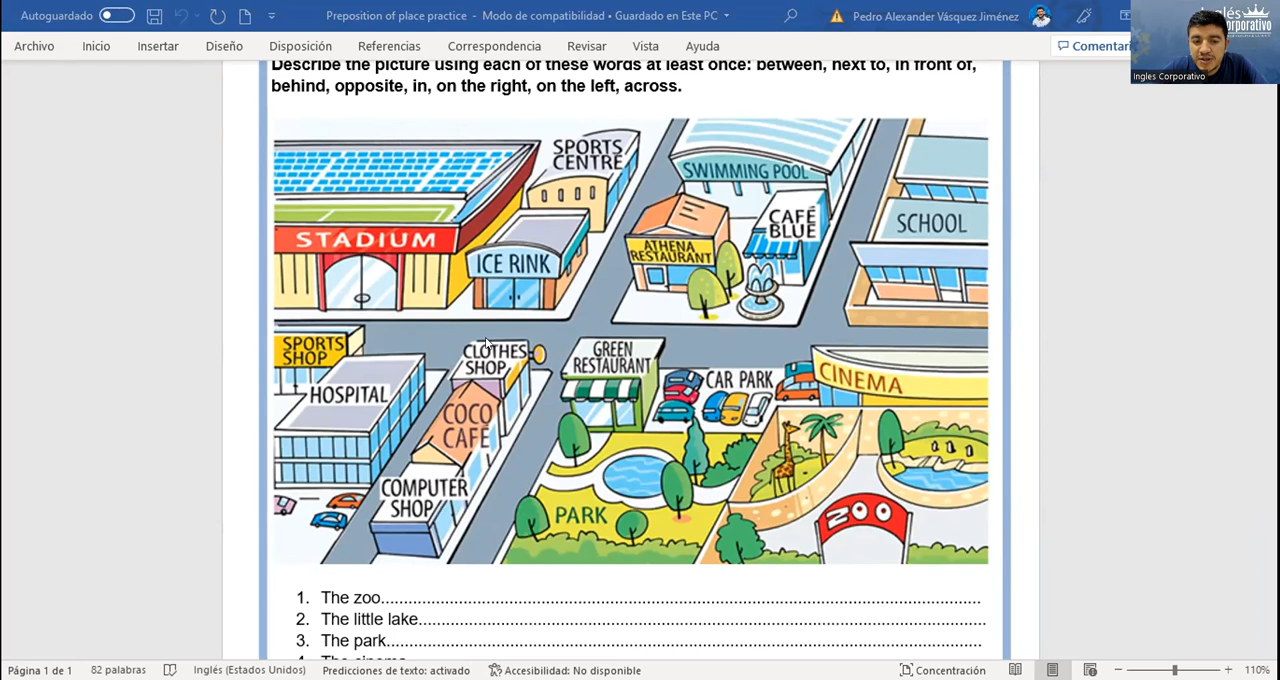 Autoguardado
Preposition of place practice - Modo de compatibilidad • Guardado en Este PC
Pedro Alexander Vásquez Jiménez
Inglés
Corporativo
Ingles Corporativo
Archivo Inicio Insertar Diseño Disposición Referencias Correspondencia Revisar Vista Ayuda
Describe the picture using each of these words at least once: between, next to, in front of,
behind, opposite, in, on the right, on the left, across.
SPORTS
CENTRE
SWIMMING POOL
CAFÉ
BLUE
SCHOOL
STADIUM
ICE RINK
ATHENA
RESTAURANT
SPORTS
SHOP
CLOTHES
SHOP
GREEN
RESTAURANT
CAR PARK
CINEMA
HOSPITAL
COCO
CAFE
COMPUTER
SHOP
PARK
ZOO
1. The zoo
2. The little lake
3. The park
Página 1 de 1 82 palabras Inglés (Estados Unidos) Predicciones de texto: activado Accesibilidad: No disponible Concentración 110%